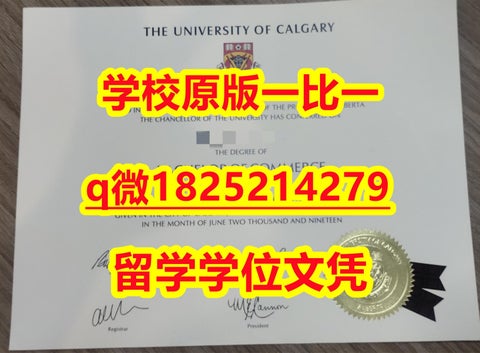 THE UNIVERSITY OF CALGARY
学校原版一比一
THE CHANCELLOR OF THE UNIVERSITY HAS CONFERRED ON
THE DEGREE OF
q微1825214279
IN THE MONTH OF JUNE TWO THOUSAND AND NINETEEN
留学学位文凭
Registrar
President